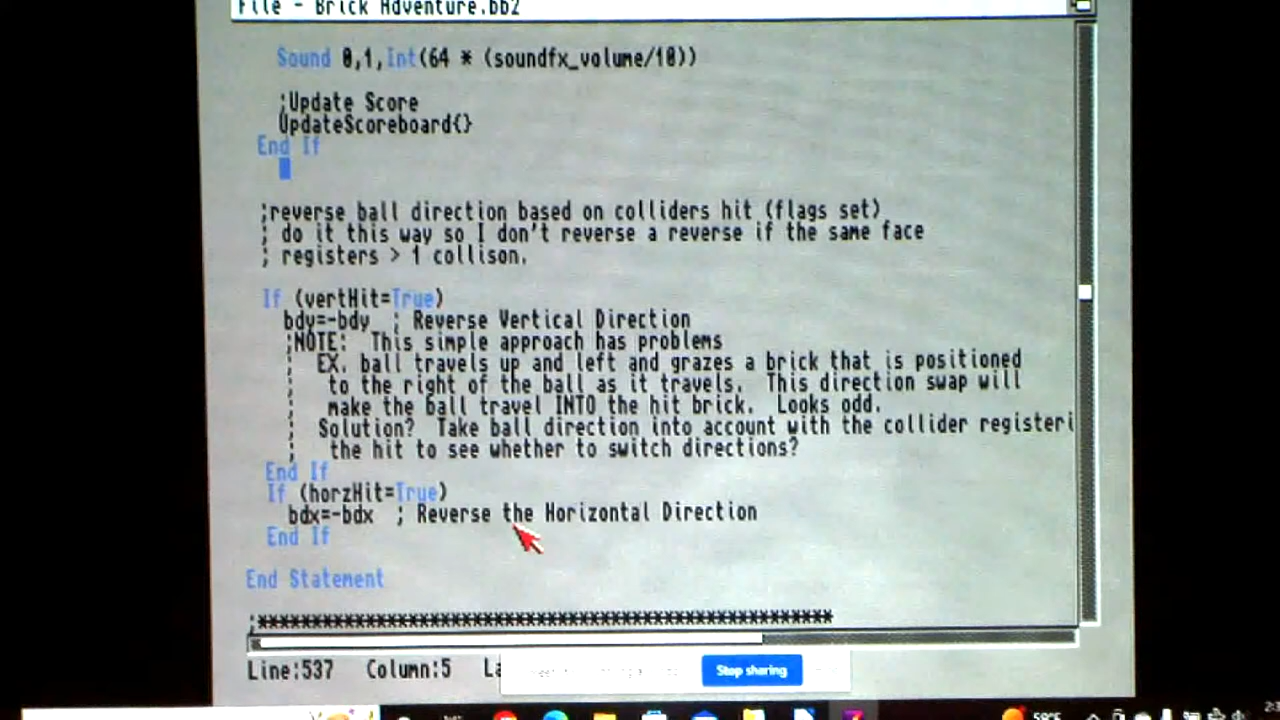 File - Brick Adventure.bb2
Sound 0,1,Int(64 * (soundfx_volume/10))
;Update Score
UpdateScoreboard{}
End If
;reverse ball direction based on colliders hit (flags set)
; do it this way so I don't reverse a reverse if the same face
; registers > 1 collison.
If (vertHit=True)
bdy=-bdy ; Reverse Vertical Direction
;NOTE: This simple approach has problems
; EX. ball travels up and left and grazes a brick that is positioned
; to the right of the ball as it travels. This direction swap will
; make the ball travel INTO the hit brick. Looks odd.
; Solution? Take ball direction into account with the collider registeri
; the hit to see whether to switch directions?
End If
If (horzHit=True)
bdx=-bdx ; Reverse the Horizontal Direction
End If
End Statement
;*****************************************************
Line:537 Column:5
Stop sharing
59°F